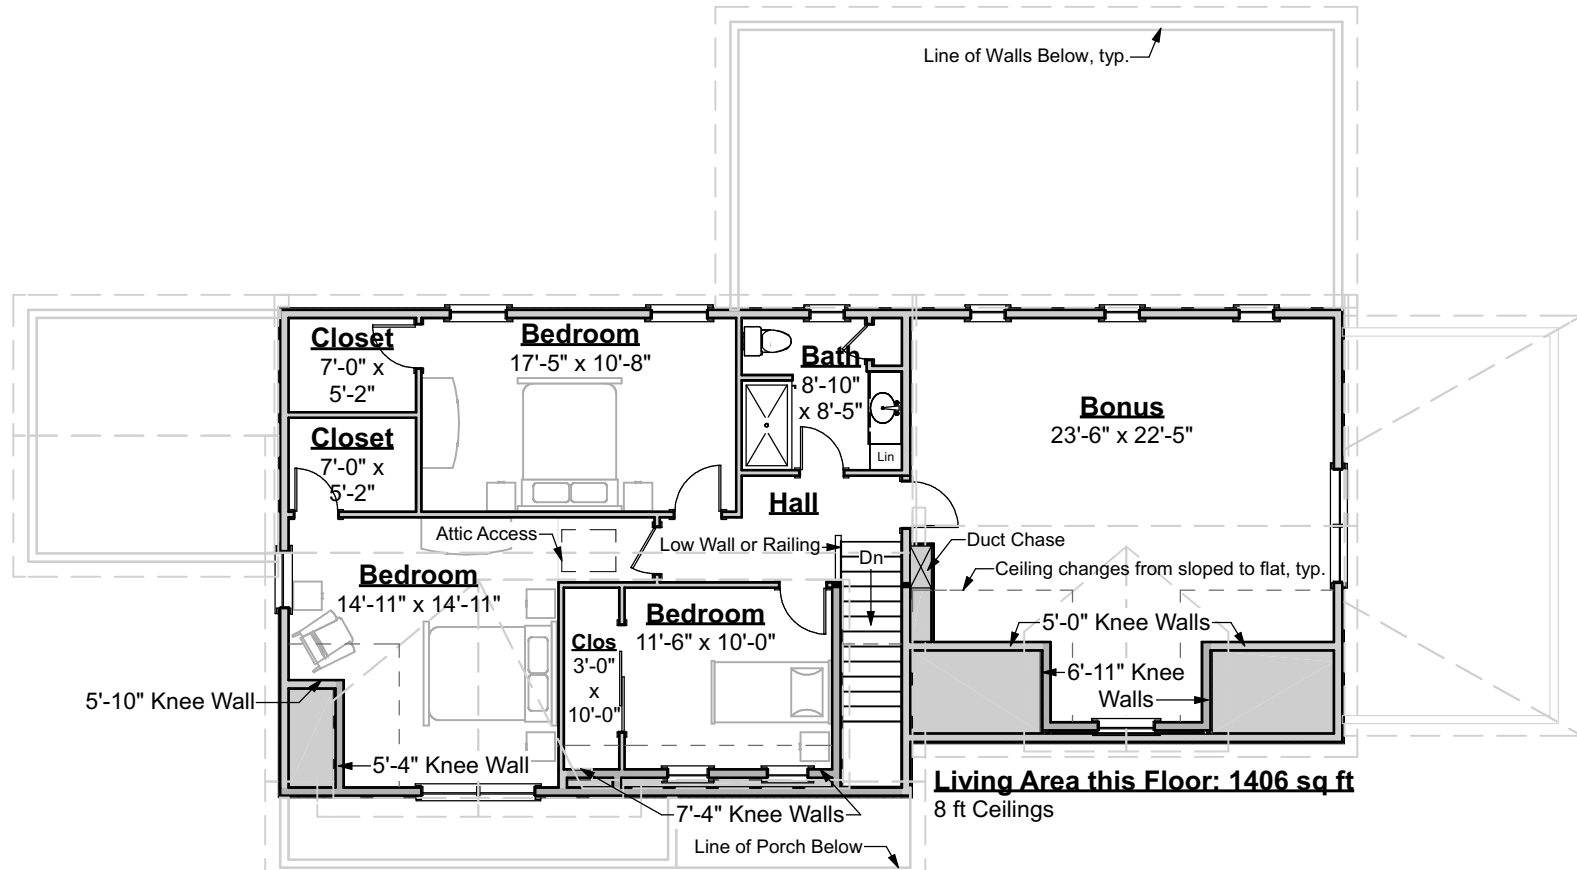 Line of Walls Below, typ.
Closet
7'-0" x
5'-2"
Bedroom
17'-5" x 10'-8"
Bath
8'-10"
x 8'-5"
Lin
Bonus
23'-6" x 22'-5"
Closet
7'-0" x
5'-2"
Hall
Attic Access
Low Wall or Railing
Dn
Duct Chase
Ceiling changes from sloped to flat, typ.
Bedroom
14'-11" x 14'-11"
Clos
3'-0"
x
10'-0"
Bedroom
11'-6" x 10'-0"
5'-0" Knee Walls
6'-11" Knee
Walls
5'-10" Knee Wall
5'-4" Knee Wall
7'-4" Knee Walls
Living Area this Floor: 1406 sq ft
8 ft Ceilings
Line of Porch Below